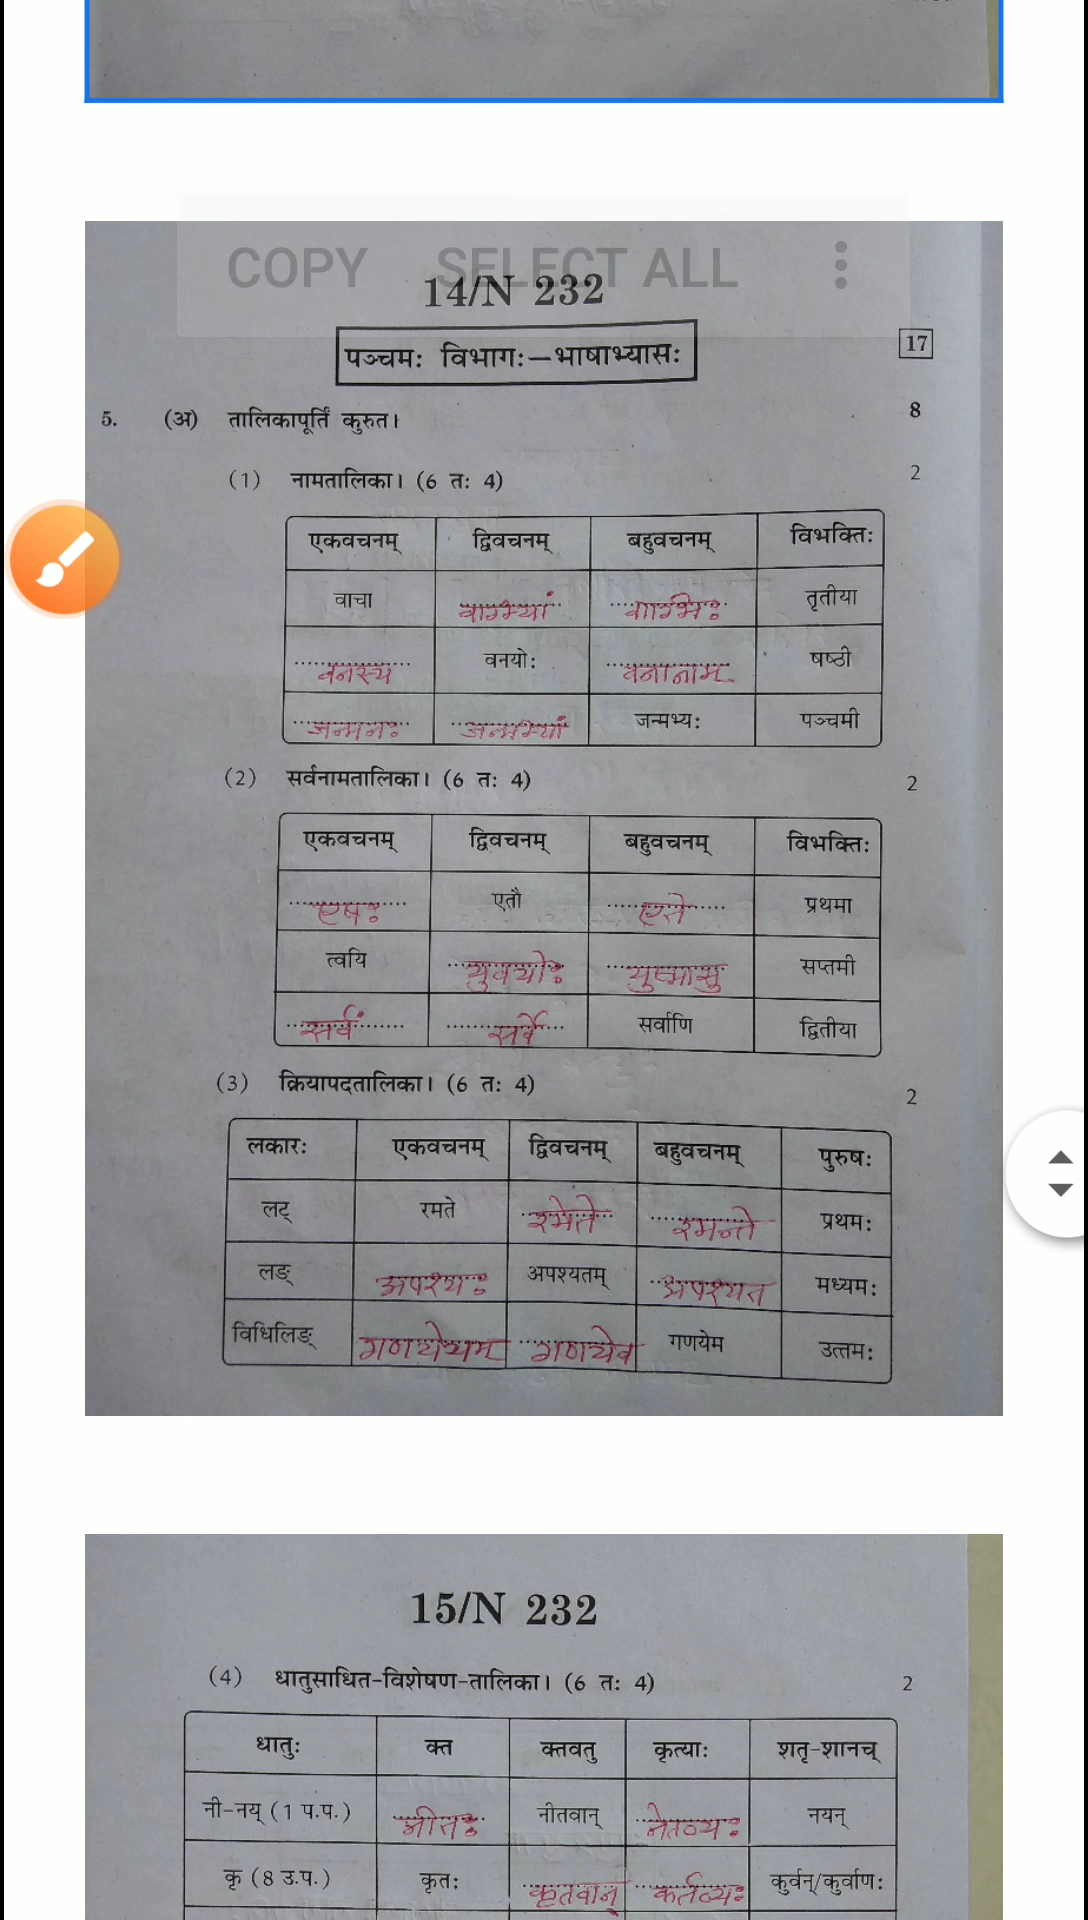 COPY SELECT ALL
14/N 232
पञ्चमः विभागः—भाषाभ्यासः 17
5. (अ) तालिकापूर्तिं कुरुत। 8
(1) नामतालिका। (6 तः 4) 2
एकवचनम् द्विवचनम् बहुवचनम् विभक्तिः
वाचा वाग्भ्यां वाग्भिः तृतीया
वनस्य वनयोः वनानाम् षष्ठी
जन्मनः जन्मभ्यां जन्मभ्यः पञ्चमी
(2) सर्वनामतालिका। (6 तः 4) 2
एकवचनम् द्विवचनम् बहुवचनम् विभक्तिः
एषः एतौ एते प्रथमा
त्वयि युवयोः युष्मासु सप्तमी
सर्वं सर्वे सर्वाणि द्वितीया
(3) क्रियापदतालिका। (6 तः 4) 2
लकारः एकवचनम् द्विवचनम् बहुवचनम् पुरुषः
लट् रमते रमेते रमन्ते प्रथमः
लङ् अपश्यः अपश्यतम् अपश्यत मध्यमः
विधिलिङ् गणयेयम गणयेव गणयेम उत्तमः
15/N 232
(4) धातुसाधित-विशेषण-तालिका। (6 तः 4) 2
धातुः क्त क्तवतु कृत्याः शतृ-शानच्
नी-नय् (1 प.प.) नीतः नीतवान् नेतव्यः नयन्
कृ (8 उ.प.) कृतः कृतवान् कर्तव्यः कुर्वन्/कुर्वाणः